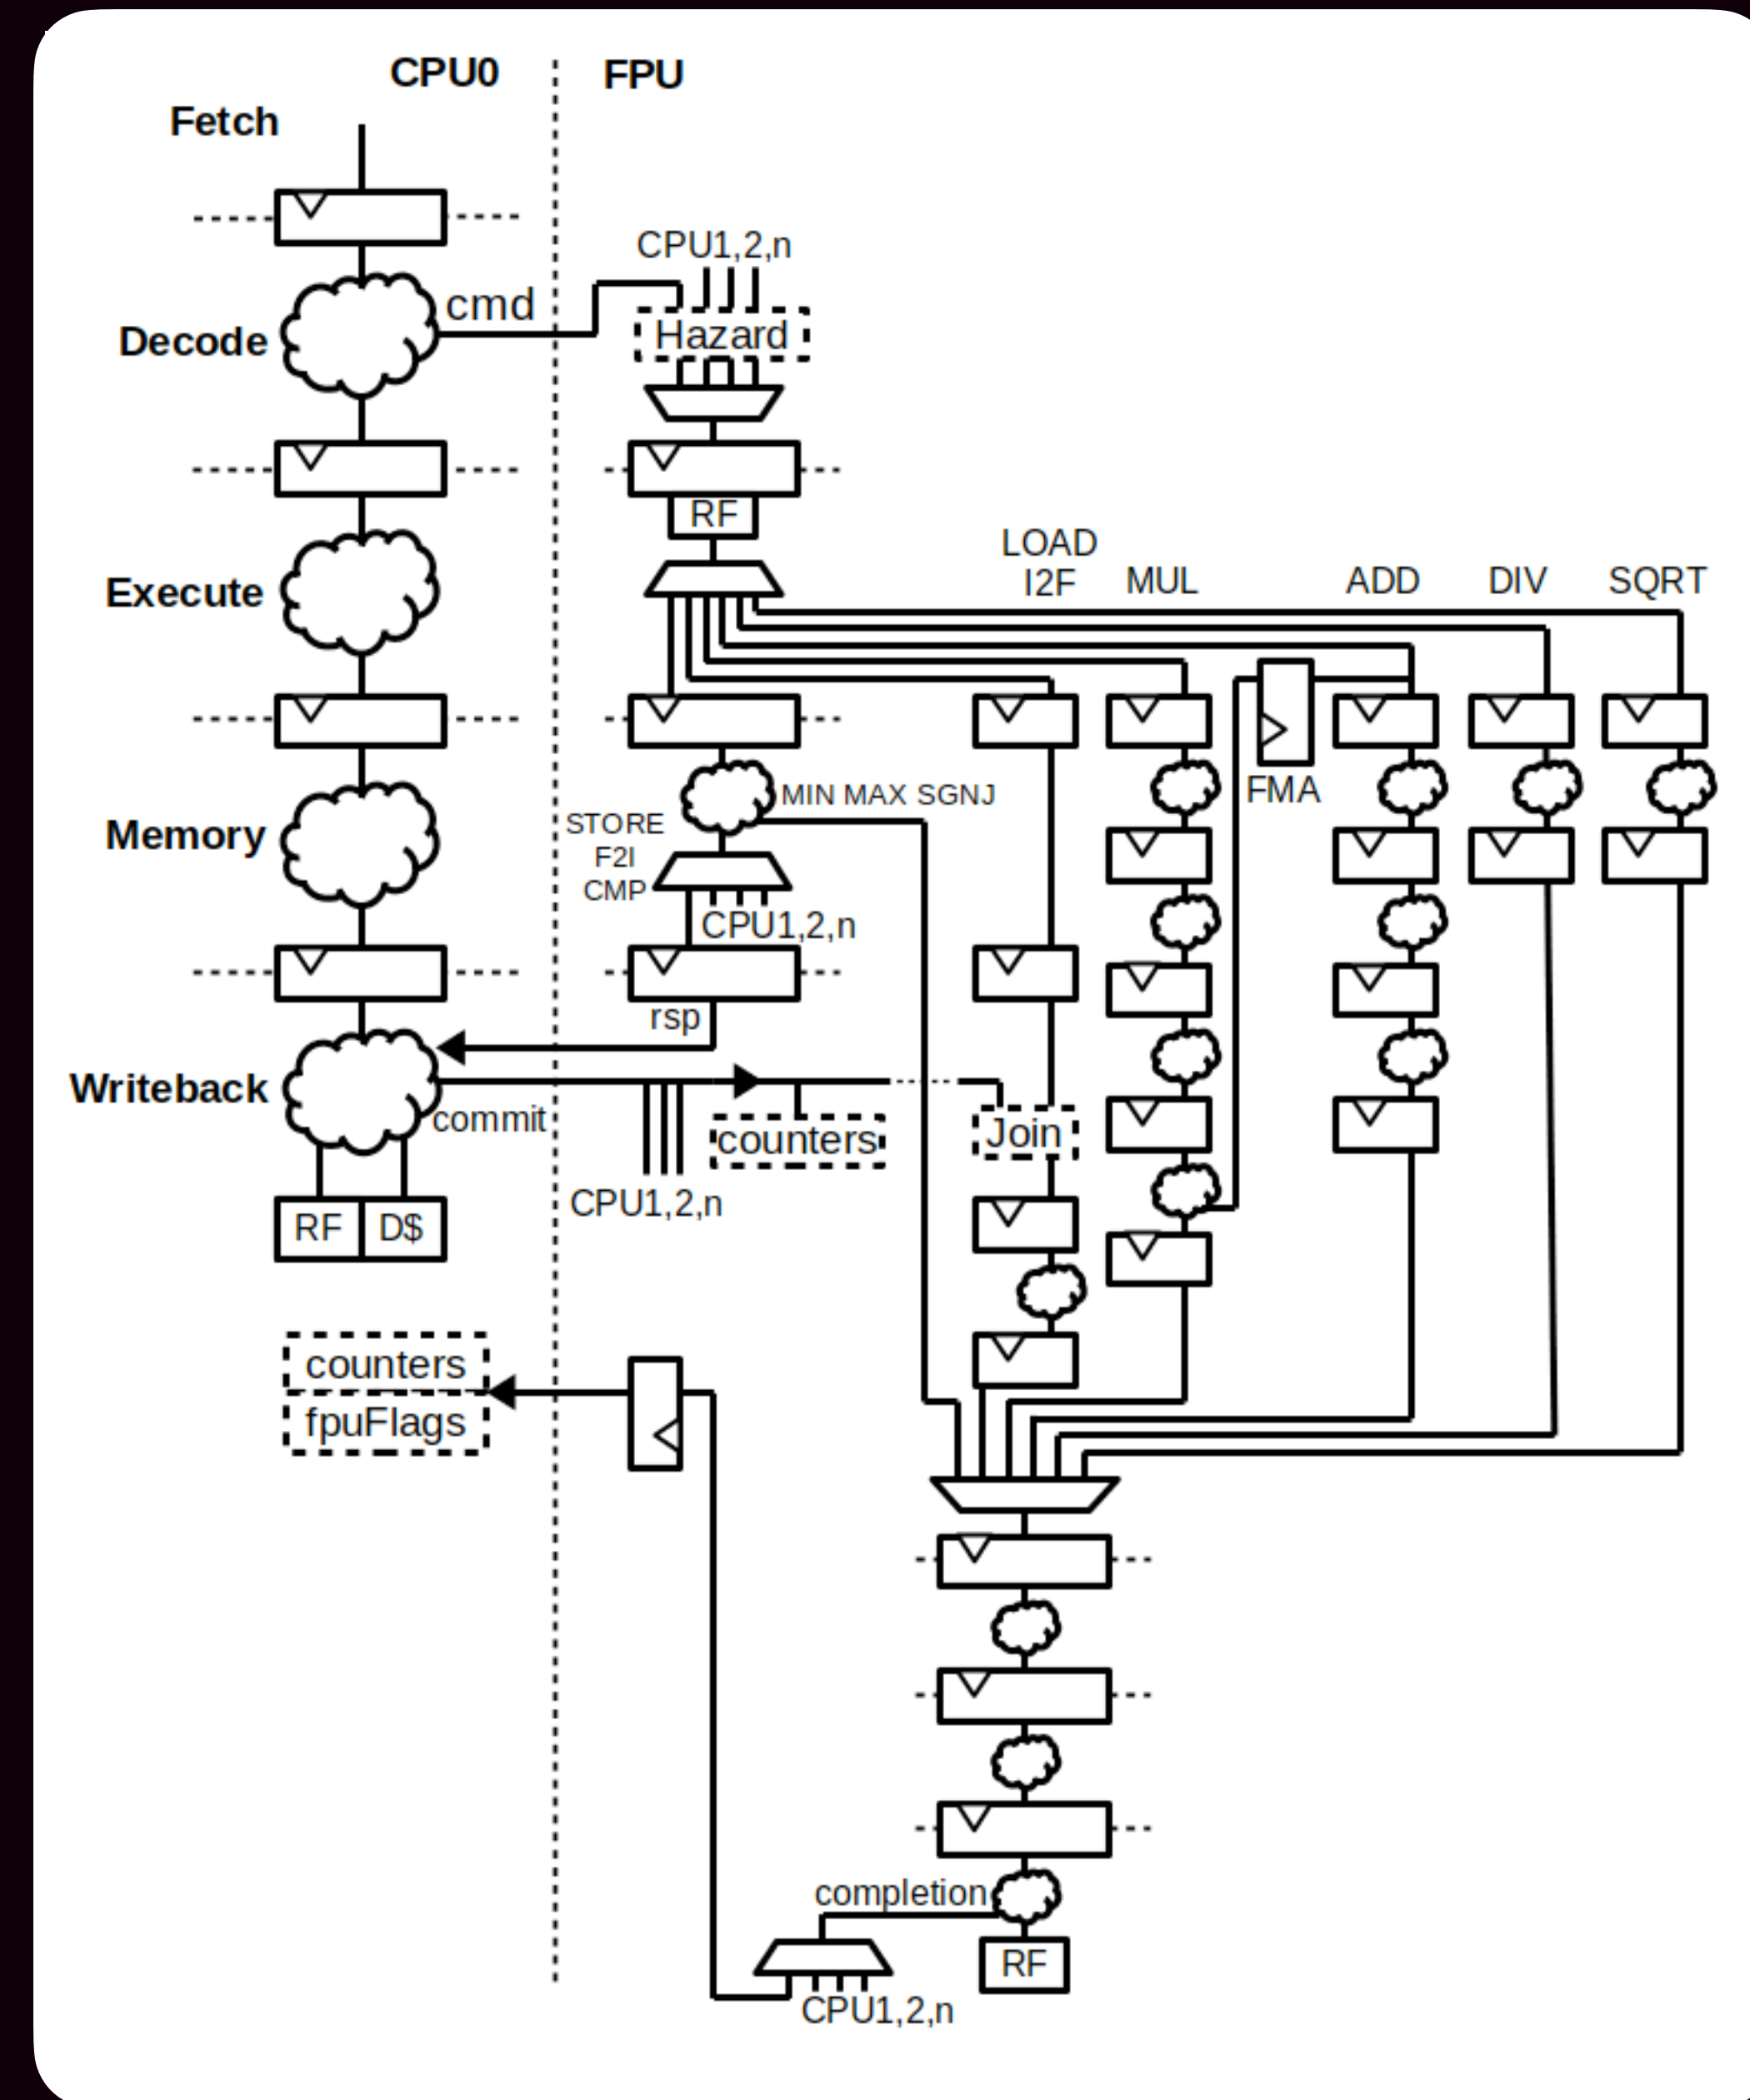 CPU0
FPU
Fetch
CPU1,2,n
cmd
Hazard
Decode
RF
LOAD
I2F
MUL
ADD
DIV
SQRT
Execute
MIN MAX SGNJ
FMA
STORE
F2I
CMP
Memory
CPU1,2,n
rsp
Writeback
commit
counters
Join
CPU1,2,n
RF
D$
counters
fpuFlags
completion
RF
CPU1,2,n